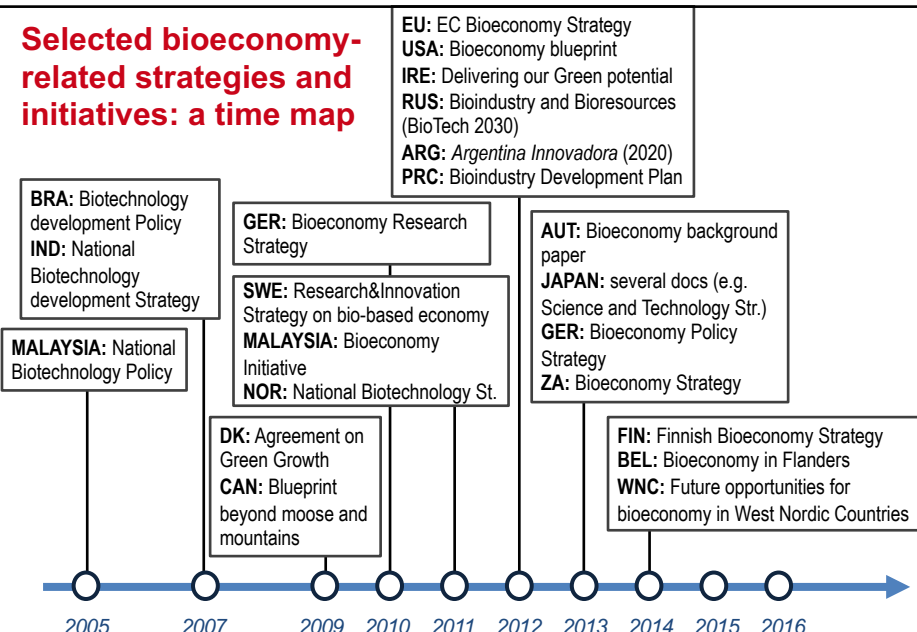 Selected bioeconomy-
related strategies and
initiatives: a time map
EU: EC Bioeconomy Strategy
USA: Bioeconomy blueprint
IRE: Delivering our Green potential
RUS: Bioindustry and Bioresources
(BioTech 2030)
ARG: Argentina Innovadora (2020)
PRC: Bioindustry Development Plan
BRA: Biotechnology
development Policy
IND: National
Biotechnology
development Strategy
GER: Bioeconomy Research
Strategy
AUT: Bioeconomy background
paper
JAPAN: several docs (e.g.
Science and Technology Str.)
GER: Bioeconomy Policy
Strategy
ZA: Bioeconomy Strategy
SWE: Research&Innovation
Strategy on bio-based economy
MALAYSIA: Bioeconomy
Initiative
NOR: National Biotechnology St.
MALAYSIA: National
Biotechnology Policy
DK: Agreement on
Green Growth
CAN: Blueprint
beyond moose and
mountains
FIN: Finnish Bioeconomy Strategy
BEL: Bioeconomy in Flanders
WNC: Future opportunities for
bioeconomy in West Nordic Countries
2005 2007 2009 2010 2011 2012 2013 2014 2015 2016